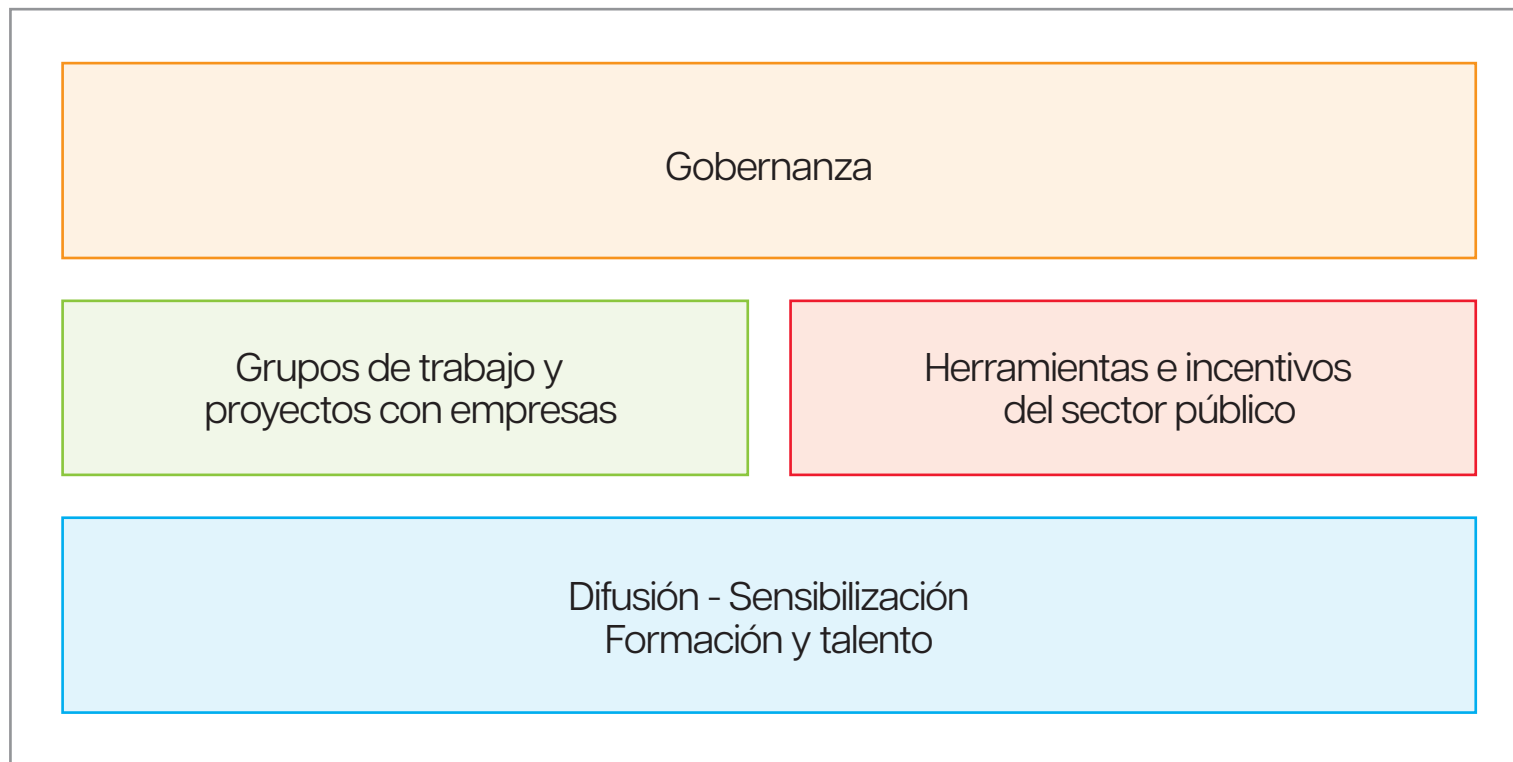 Gobernanza
Grupos de trabajo y
proyectos con empresas
Herramientas e incentivos
del sector público
Difusión - Sensibilización
Formación y talento